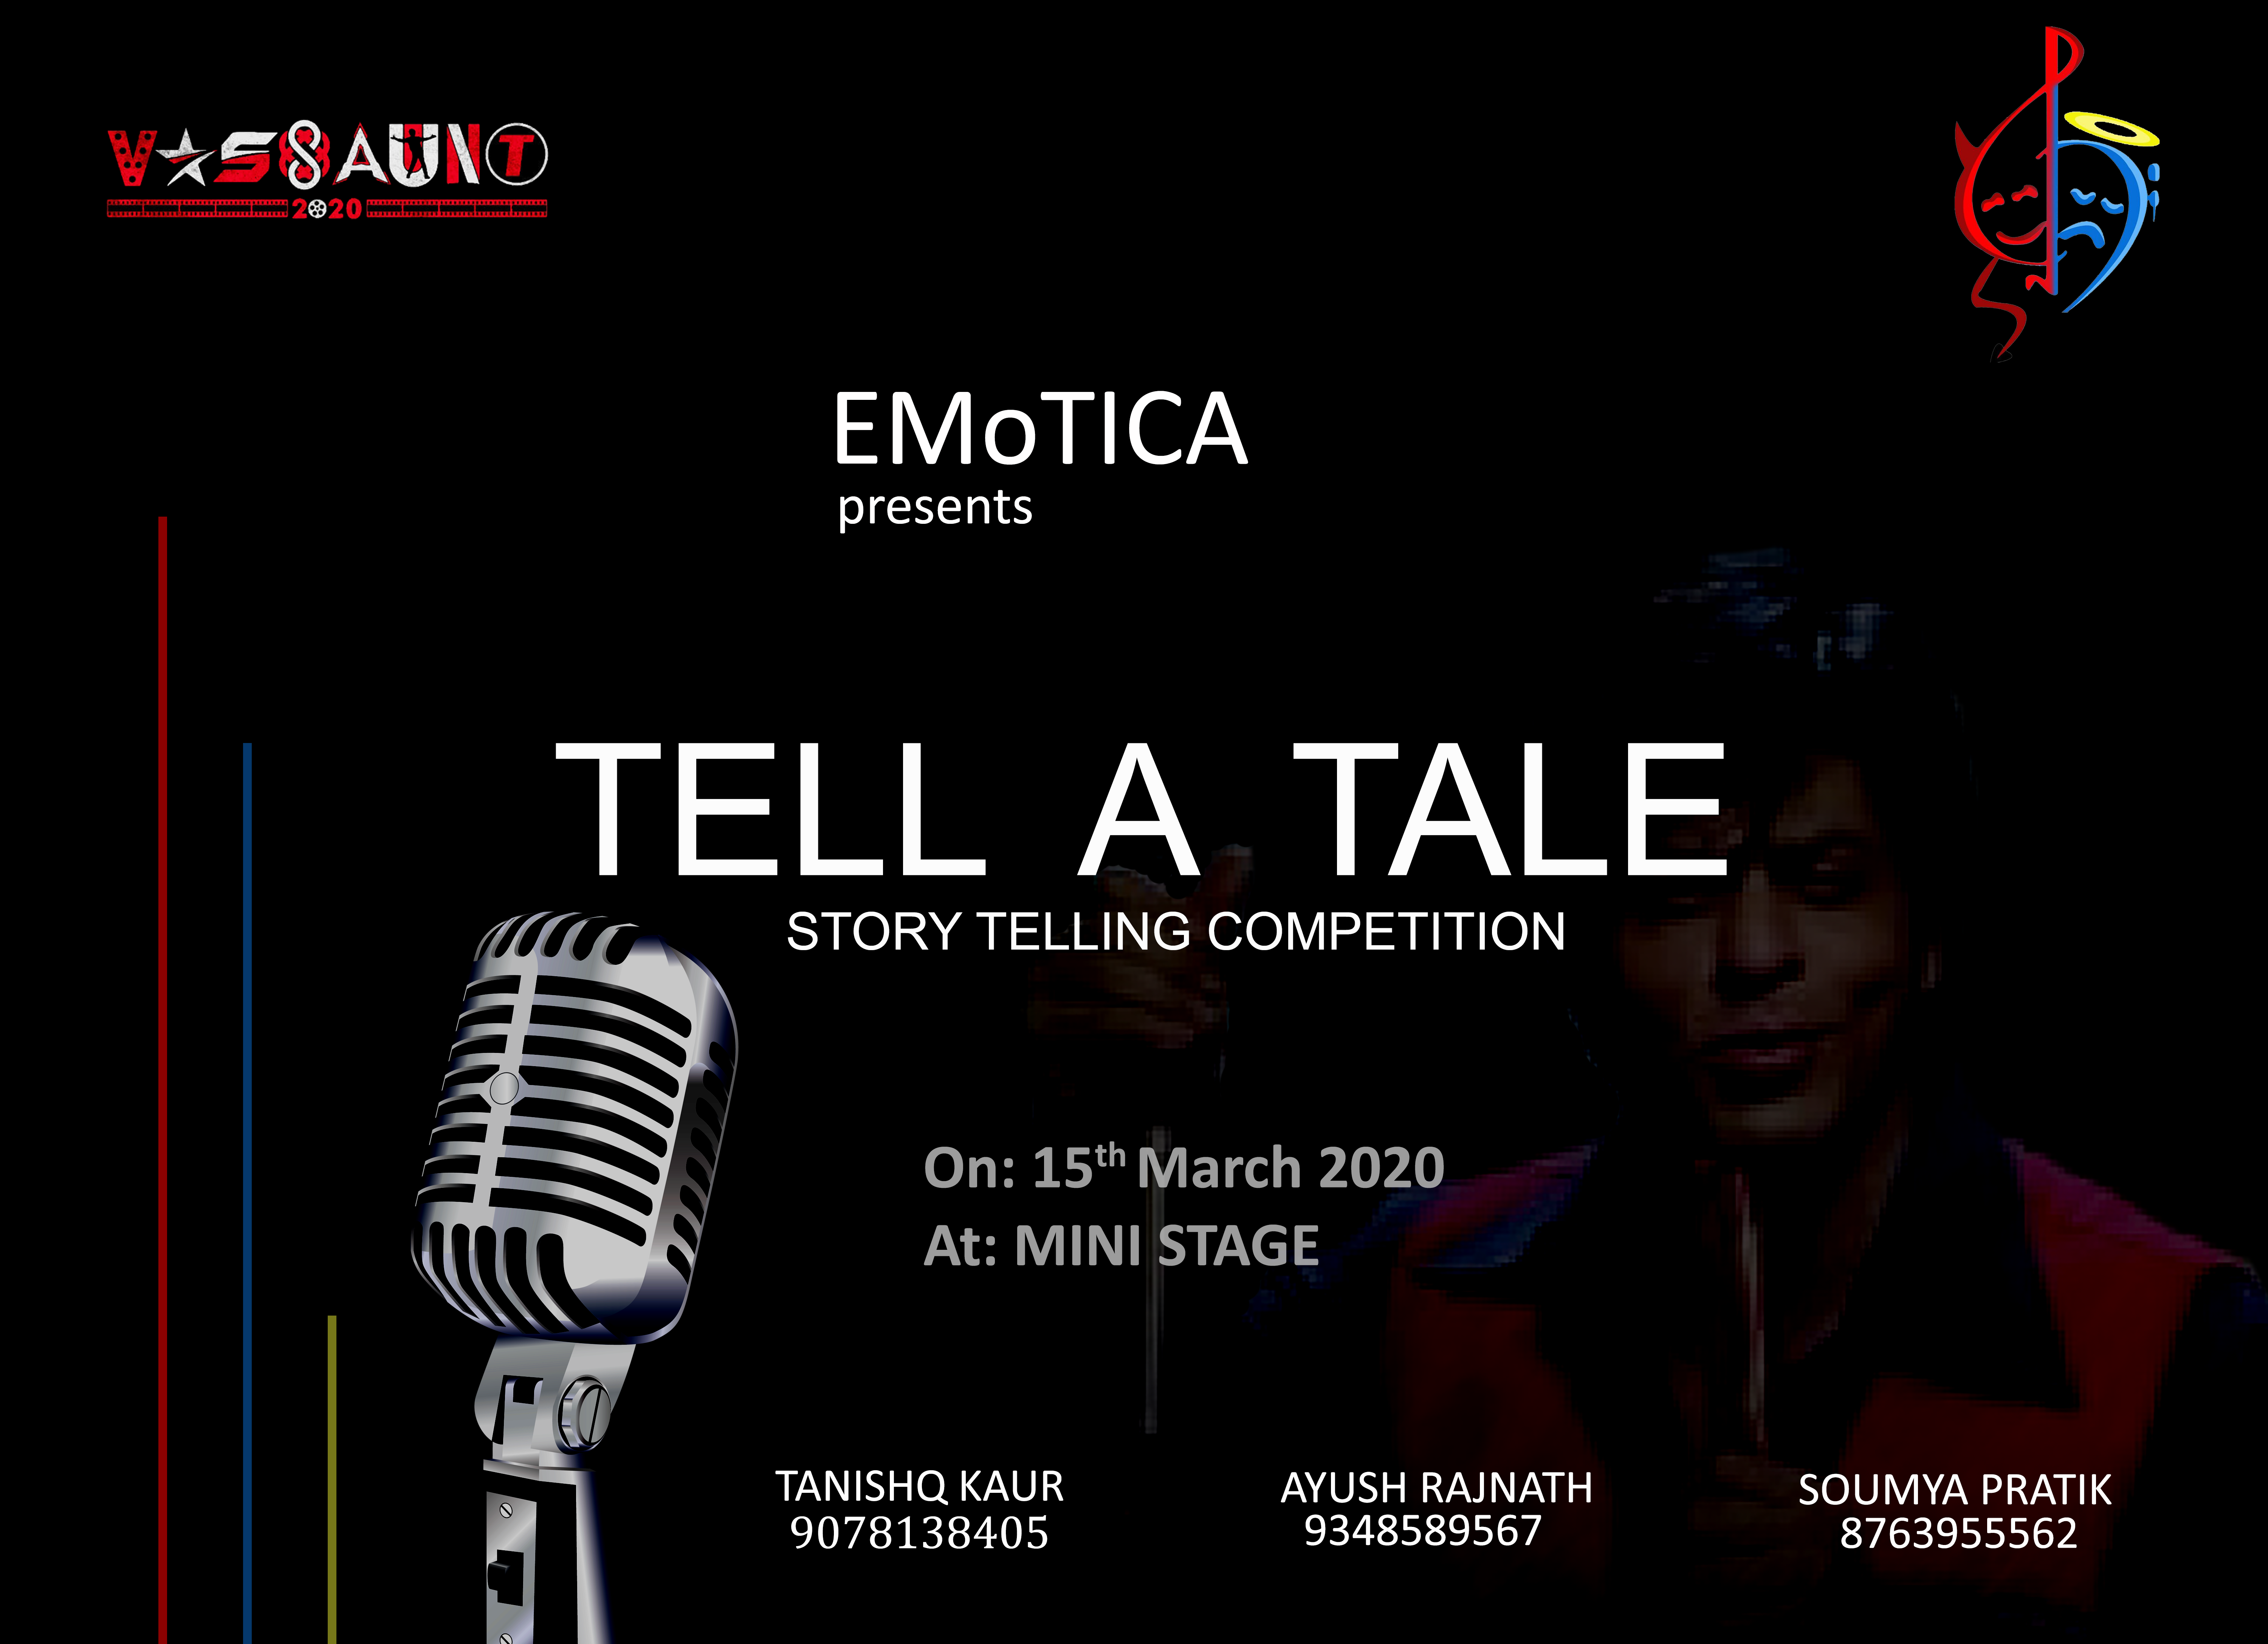 VASSAUNT
2020
EMoTICA
presents
TELL A TALE
STORY TELLING COMPETITION
On: 15th March 2020
At: MINI STAGE
TANISHQ KAUR
9078138405
AYUSH RAJNATH
9348589567
SOUMYA PRATIK
8763955562